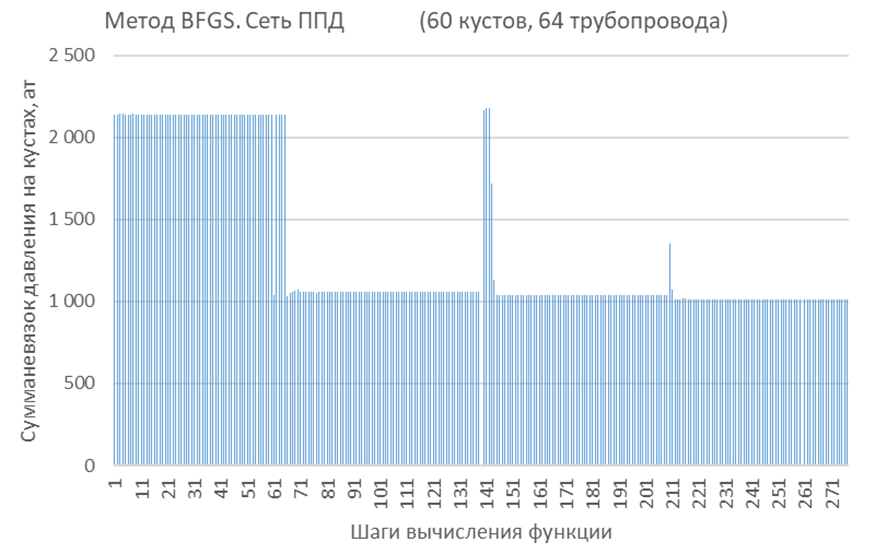 Метод BFGS. Сеть ППД (60 кустов, 64 трубопровода)
Сумманевязок давления на кустах, ат
2 500
2 000
1 500
1 000
500
0
1 11 21 31 41 51 61 71 81 91 101 111 121 131 141 151 161 171 181 191 201 211 221 231 241 251 261 271
Шаги вычисления функции